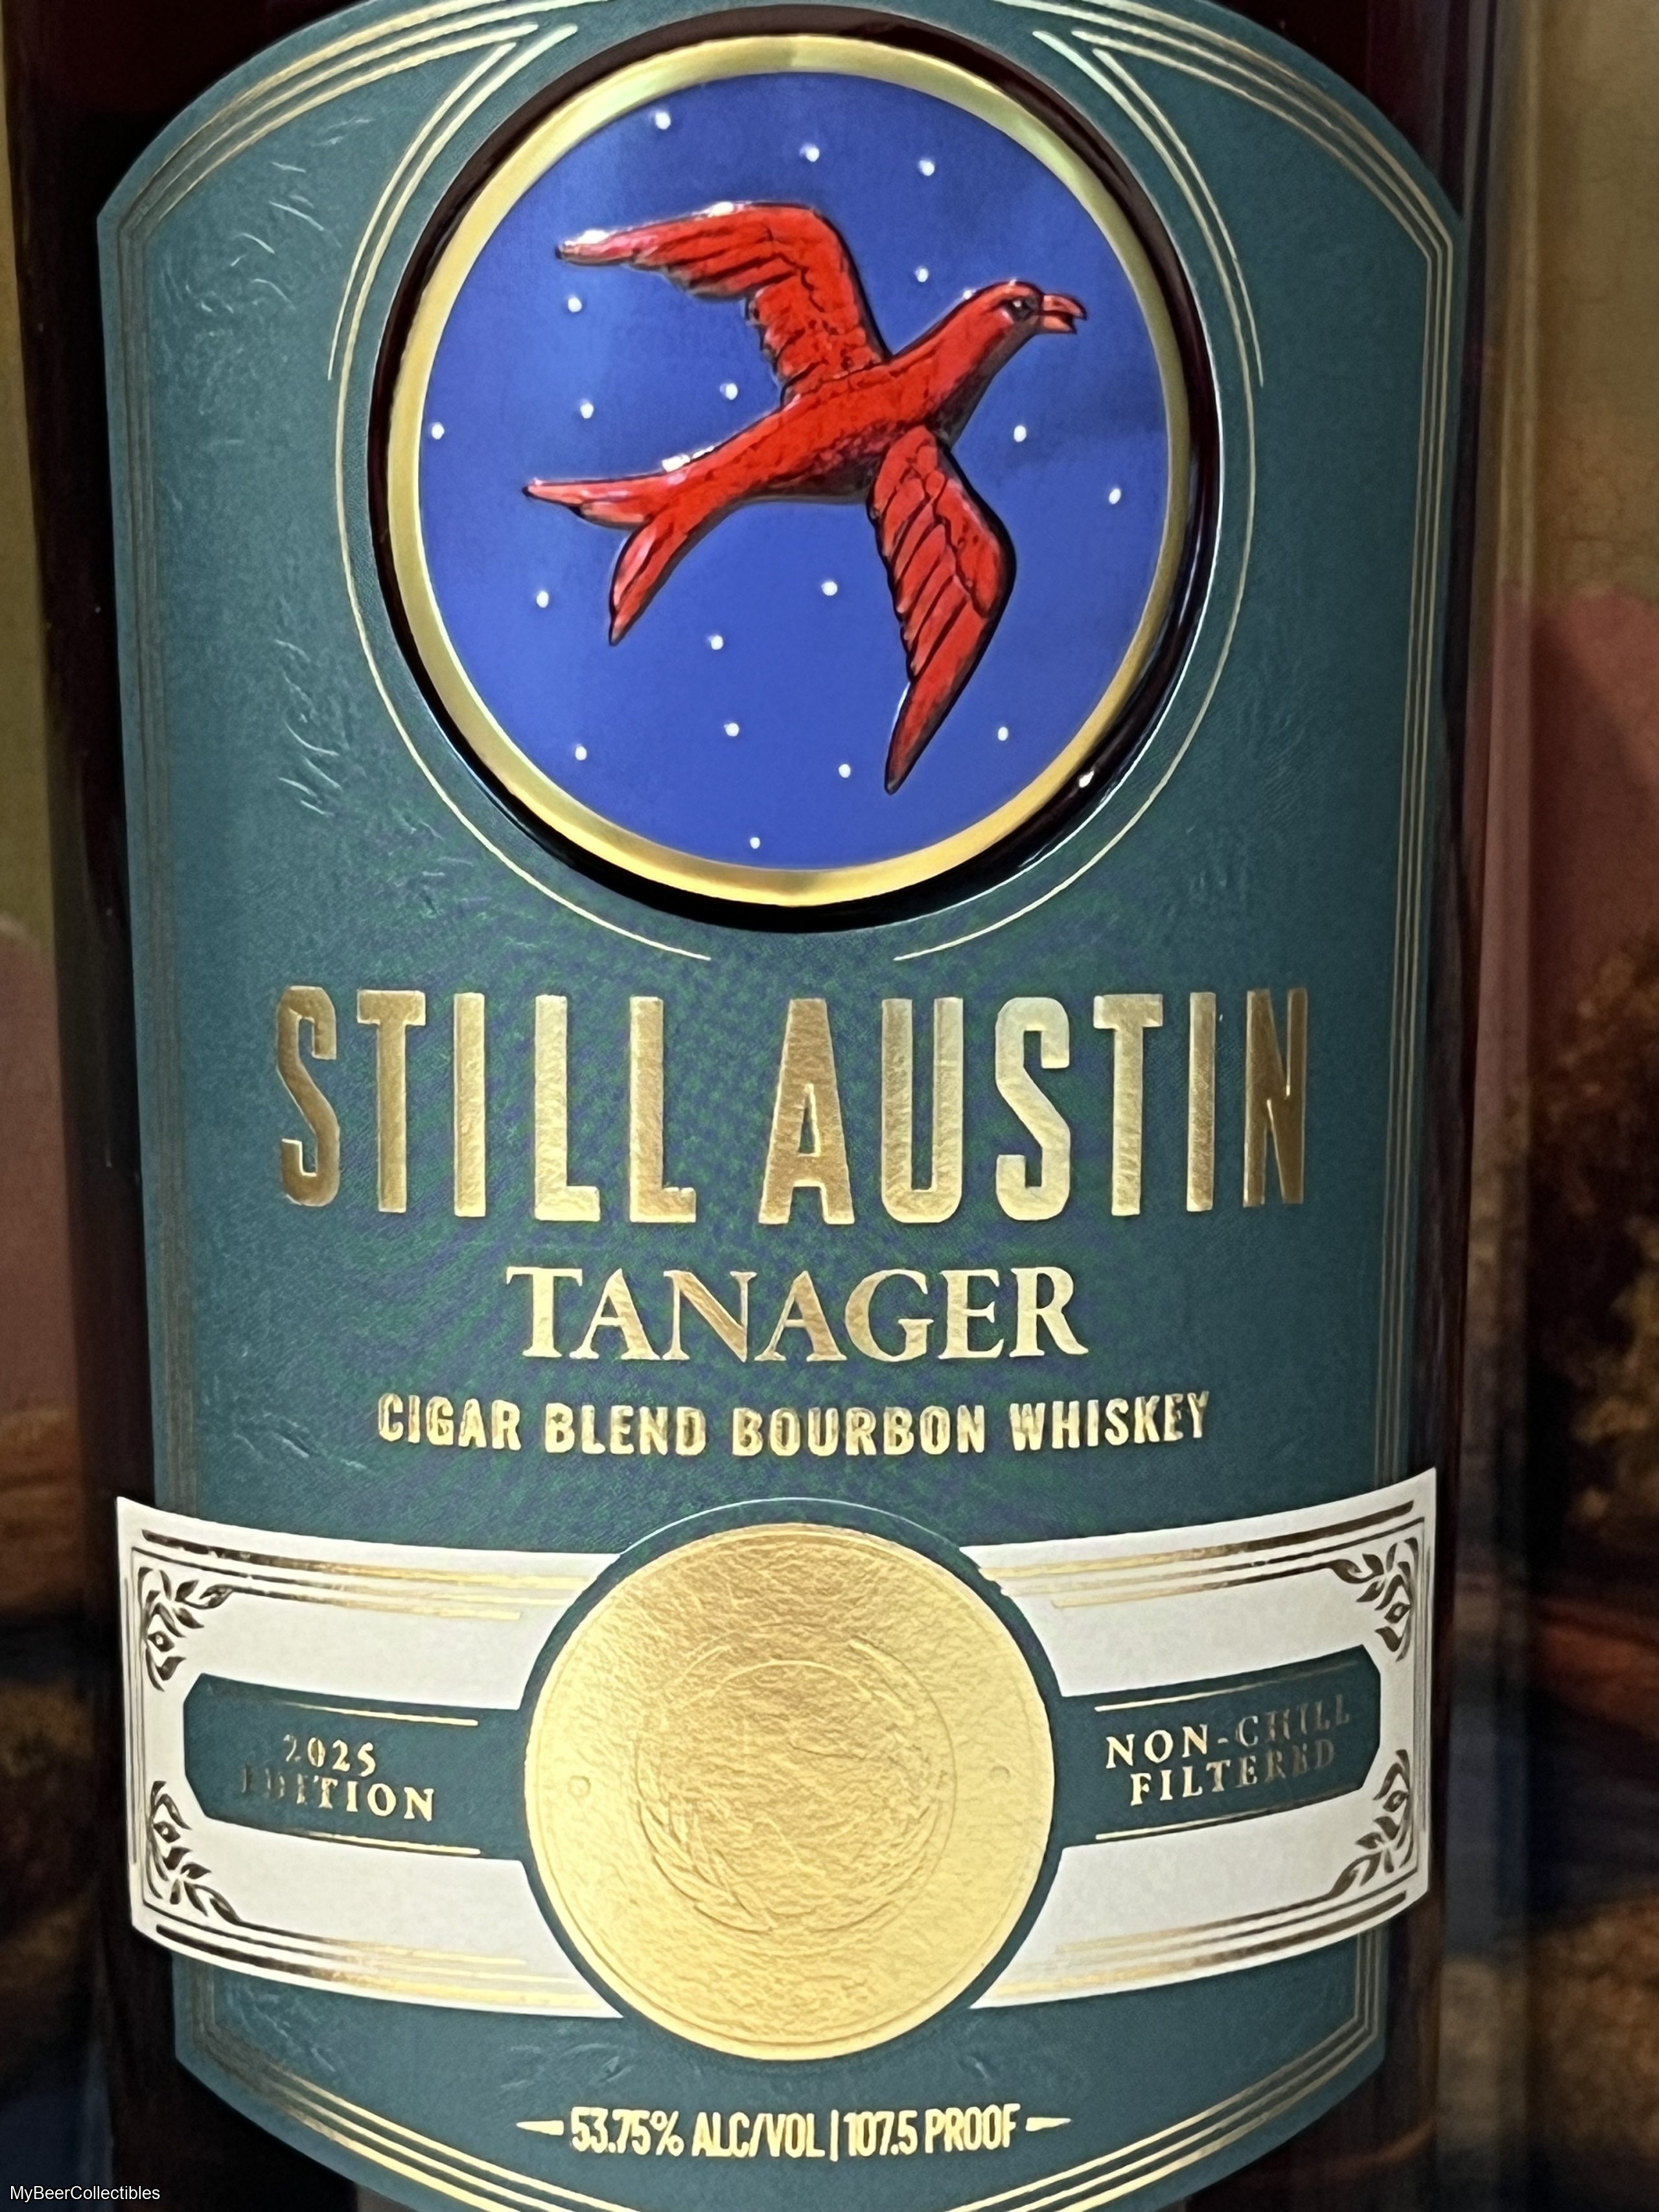 STILL AUSTIN
TANAGER
CIGAR BLEND BOURBON WHISKEY
2025
EDITION
NON-CHILL
FILTERED
53.75% ALC/VOL | 107.5 PROOF
MyBeerCollectibles